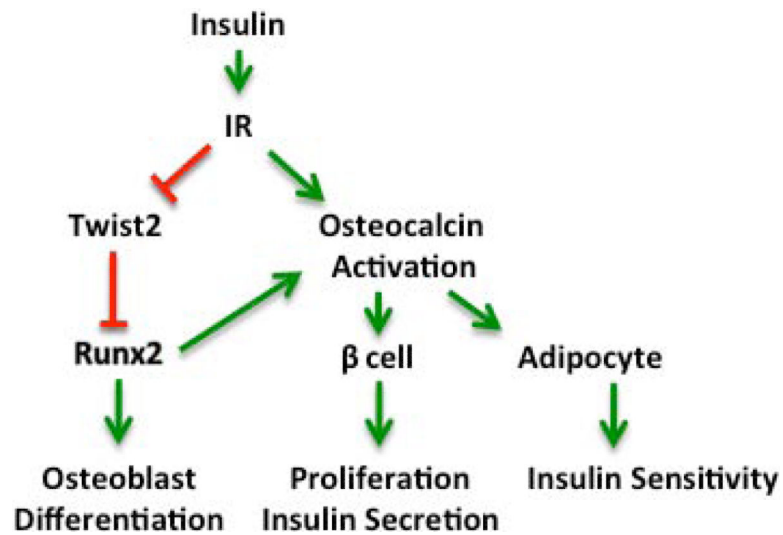 Insulin
IR
Twist2
Osteocalcin
Activation
Runx2
β cell
Adipocyte
Osteoblast
Differentiation
Proliferation
Insulin Secretion
Insulin Sensitivity